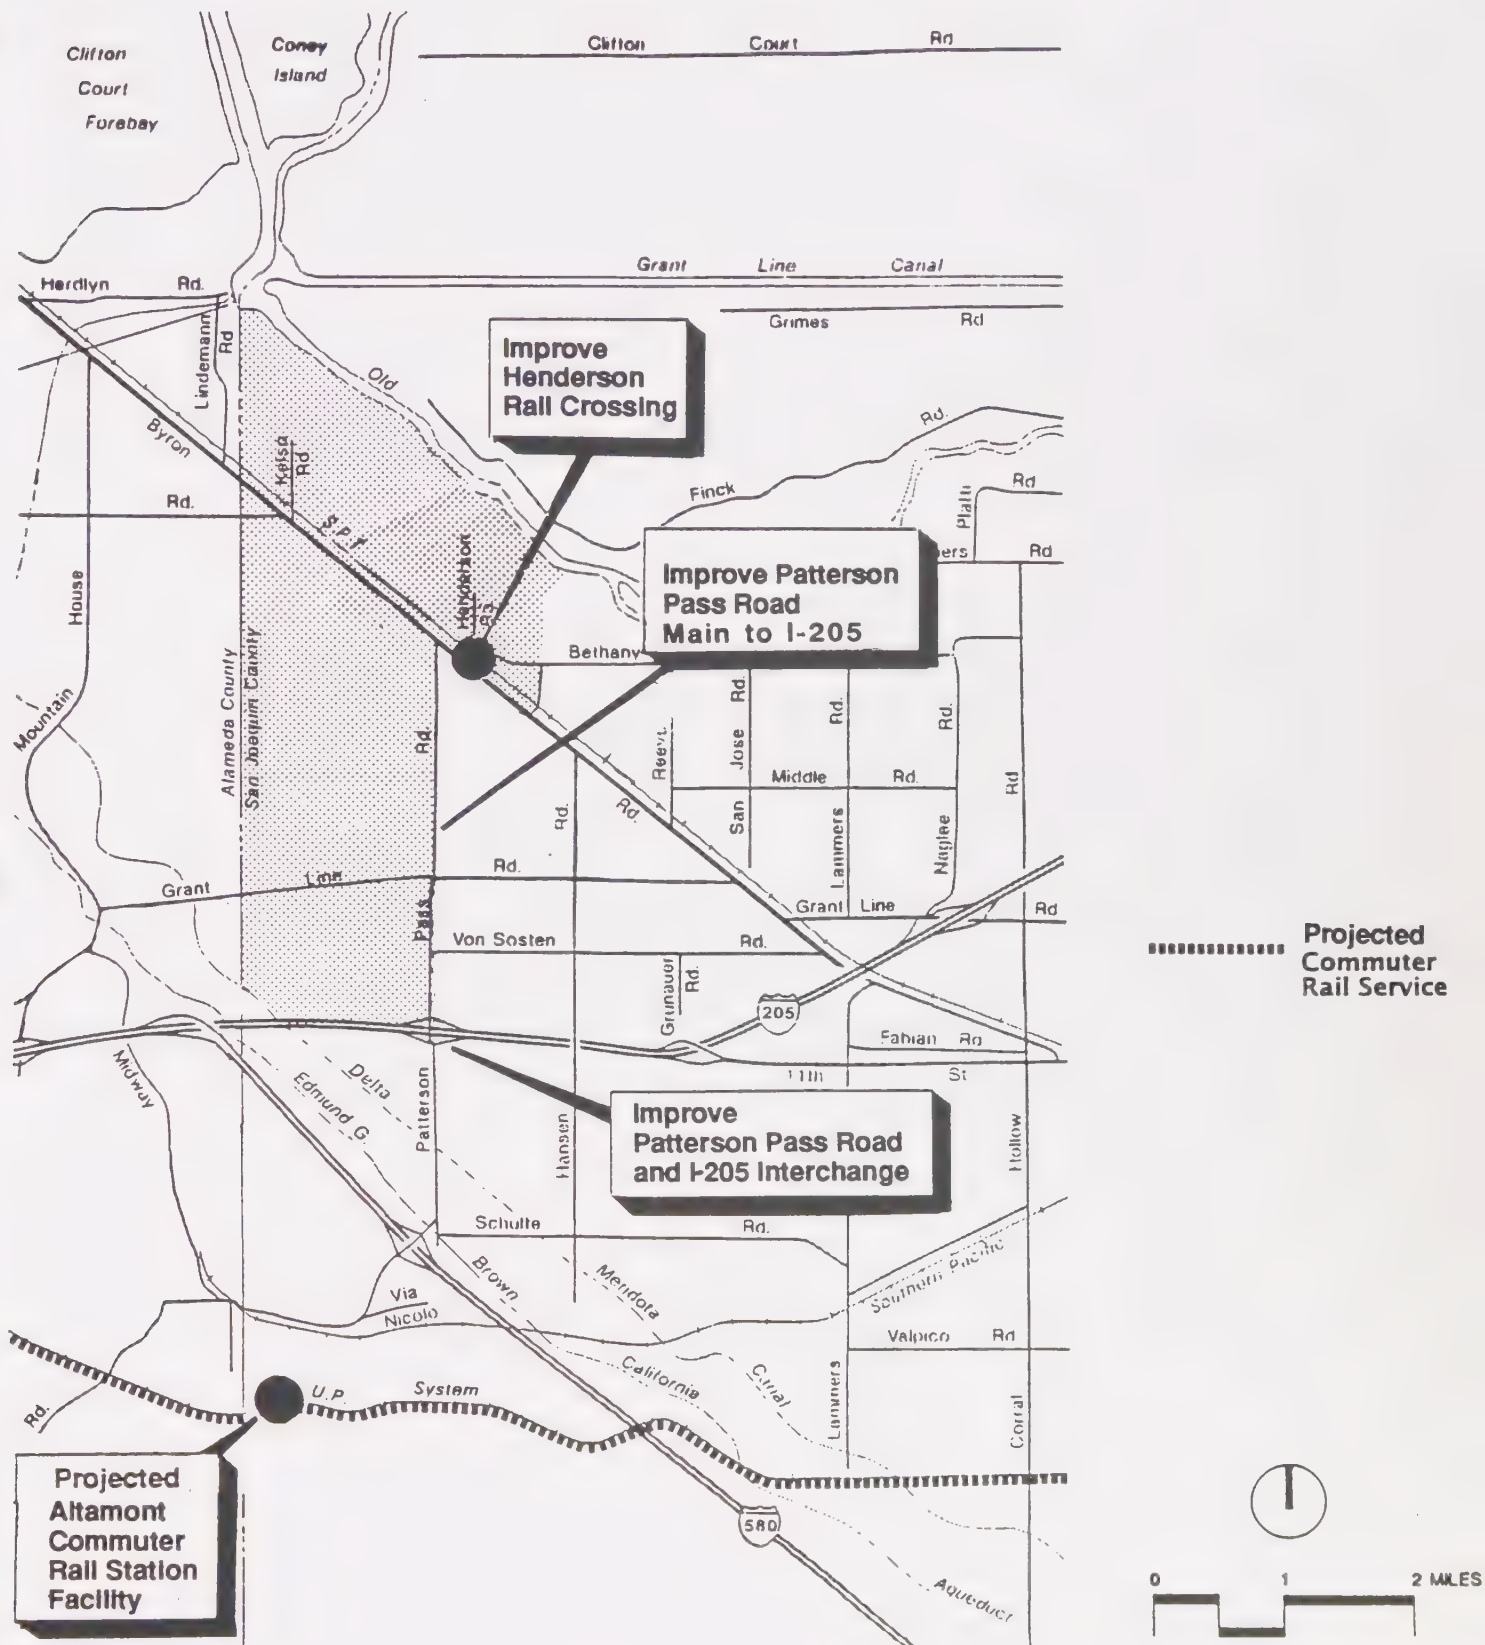 Clifton
Court
Forebay
Coney
Island
Clifton Court Rd
Grant Line Canal
Herdlyn Rd.
Grimes Rd
Lindemann Rd
Improve
Henderson
Rail Crossing
Old
Byron
Kelso Rd.
Rd.
Finck Rd.
Rd
Rd.
S.P.T
Henderson Rd.
House
Improve Patterson
Pass Road
Main to I-205
Rd
Bethany
Mountain
Alameda County
San Joaquin County
Rd.
San Jose Rd.
Rd.
Rd.
Middle Rd.
Rd
Rd.
Rd.
Lammers
Naglee
Grant Line Rd.
Grant Line Rd
Pass
Von Sosten Rd.
Grunauer Rd.
205
Projected
Commuter
Rail Service
Fabian Rd
11th St
Midway
Delta
Edmund G.
Patterson
Hansen
Improve
Patterson Pass Road
and I-205 Interchange
Hollow
Schulte Rd.
Brown
Mendota
Southern Pacific
Via
Nicolo
Valpico Rd
California
Canal
Lammers
Corral
U.P. System
Rd.
Projected
Altamont
Commuter
Rail Station
Facility
580
Aqueduct
0 1 2 MILES